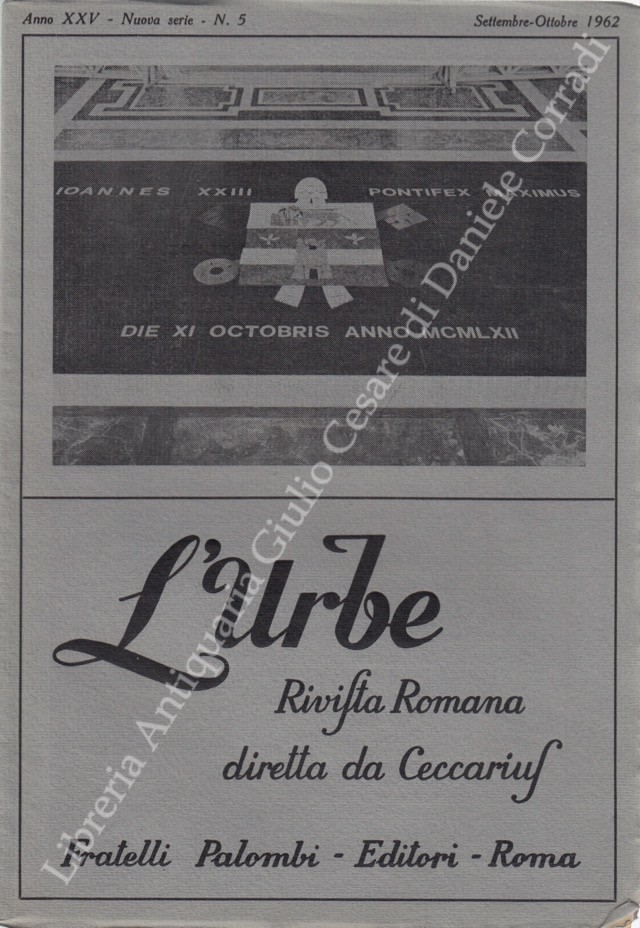 Anno XXV - Nuova serie - N. 5
Settembre-Ottobre 1962
IOANNES XXIII PONTIFEX MAXIMUS
DIE XI OCTOBRIS ANNO MCMLXII
L'Urbe
Rivista Romana
diretta da Ceccarius
Fratelli Palombi - Editori - Roma
Libreria Antiquaria Giulio Cesare di Daniele Corradi